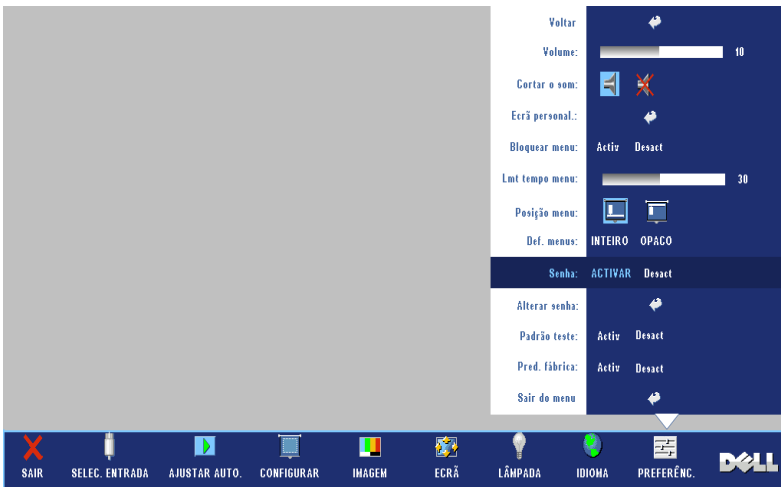 Voltar
Volume: 10
Cortar o som:
Ecrã personal.:
Bloquear menu: Activ Desact
Lmt tempo menu: 30
Posição menu:
Def. menus: INTEIRO OPACO
Senha: ACTIVAR Desact
Alterar senha:
Padrão teste: Activ Desact
Pred. fábrica: Activ Desact
Sair do menu
SAIR SELEC. ENTRADA AJUSTAR AUTO. CONFIGURAR IMAGEM ECRÃ LÂMPADA IDIOMA PREFERÊNC. DELL